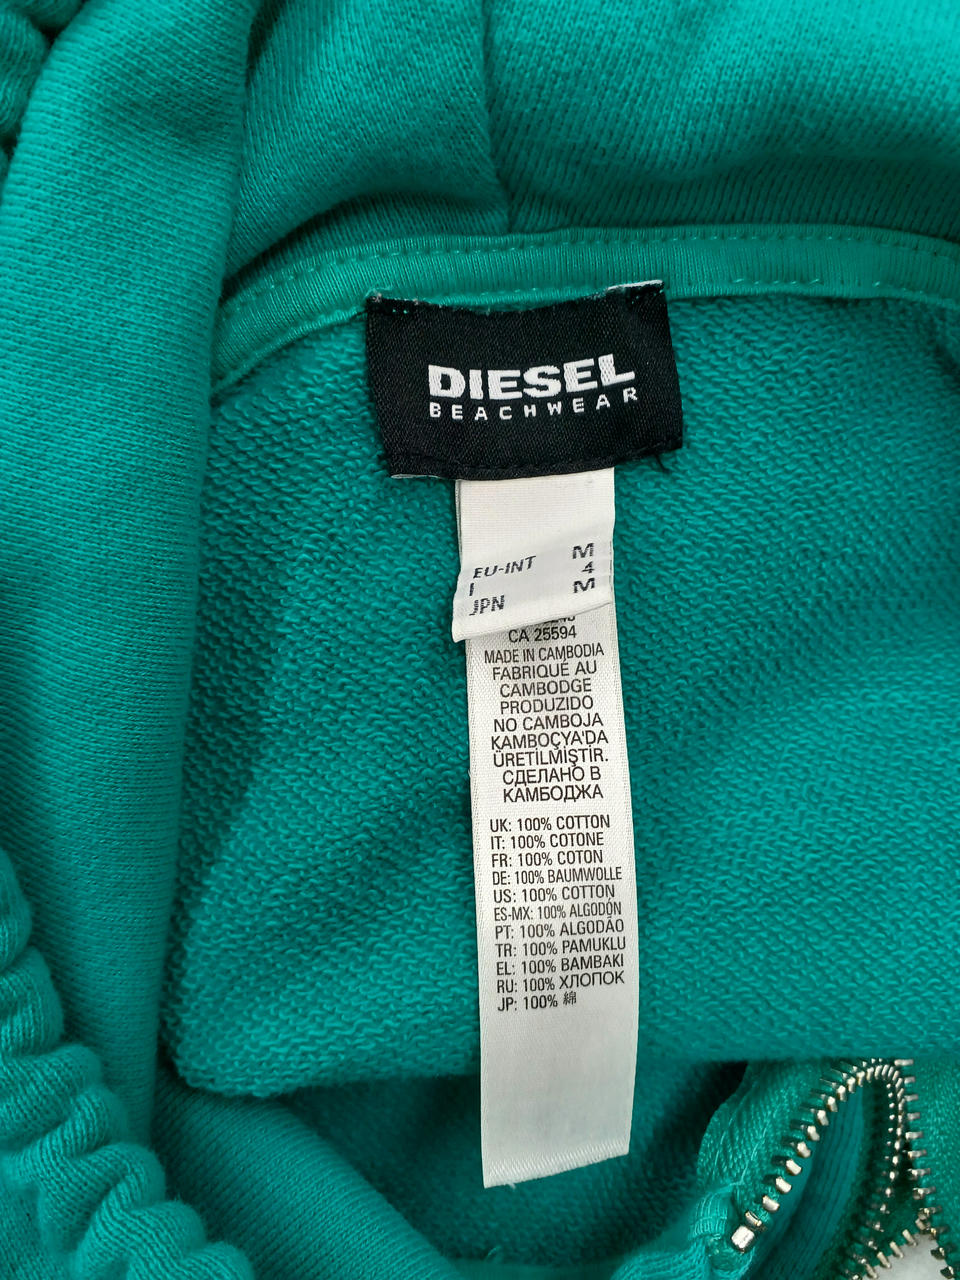 DIESEL
BEACHWEAR
EU-INT M
I 4
JPN M
CA 25594
MADE IN CAMBODIA
FABRIQUÉ AU
CAMBODGE
PRODUZIDO
NO CAMBOJA
KAMBOÇYA'DA
ÜRETİLMİŞTİR.
СДЕЛАНО В
КАМБОДЖА
UK: 100% COTTON
IT: 100% COTONE
FR: 100% COTON
DE: 100% BAUMWOLLE
US: 100% COTTON
ES-MX: 100% ALGODÓN
PT: 100% ALGODÃO
TR: 100% PAMUKLU
EL: 100% BAMBAKI
RU: 100% ХЛОПОК
JP: 100% 綿